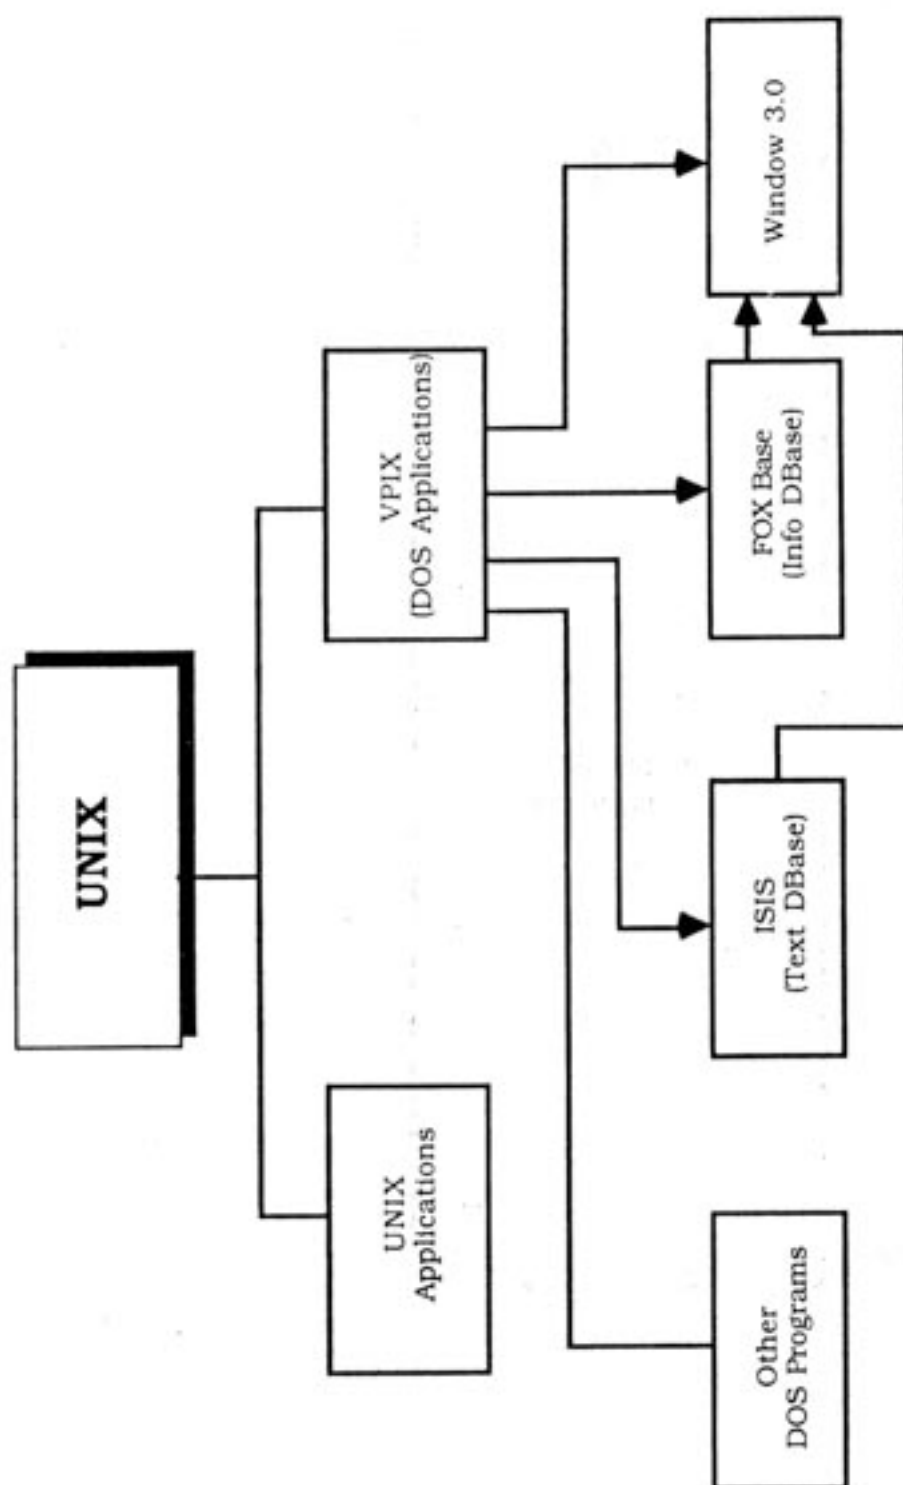 UNIX
UNIX
Applications
VPIX
(DOS Applications)
Other
DOS Programs
ISIS
(Text DBase)
FOX Base
(Info DBase)
Window 3.0